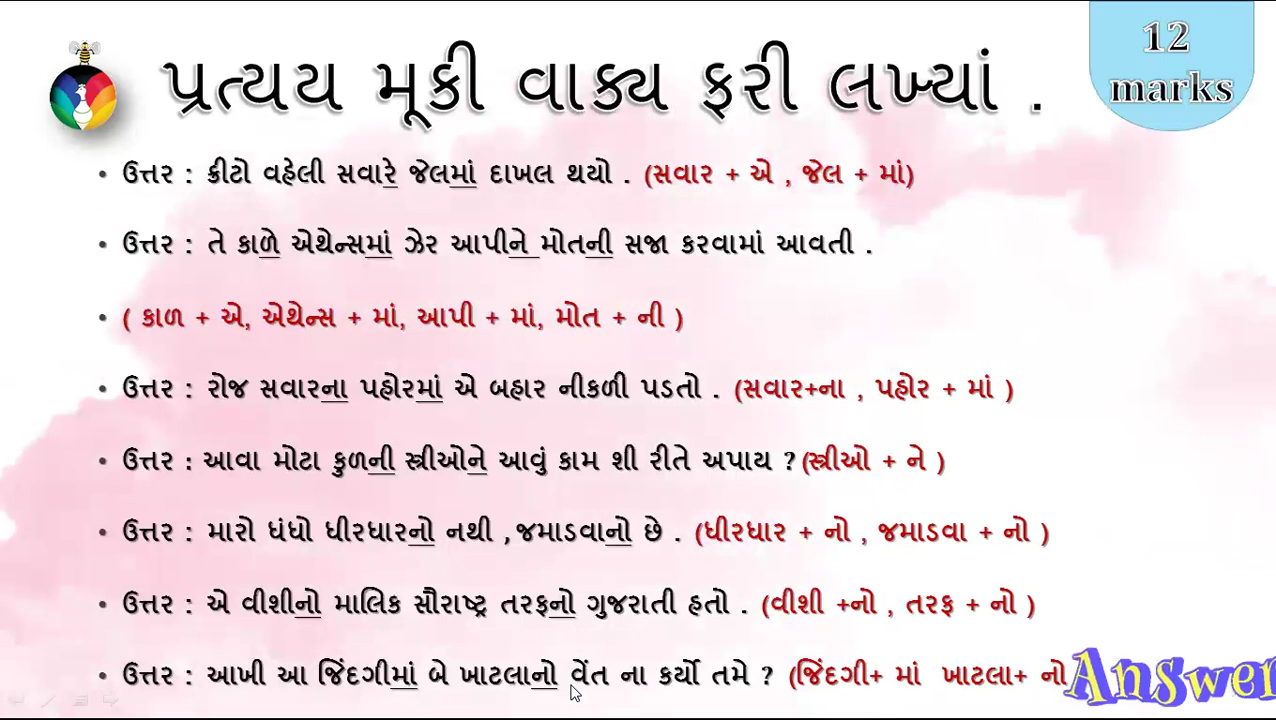 12
marks
પ્રત્યય મૂકી વાક્ય ફરી લખ્યાં .
• ઉત્તર : ક્રીટો વહેલી સવારે જેલમાં દાખલ થયો . (સવાર + એ , જેલ + માં)
• ઉત્તર : તે કાળે એથેન્સમાં ઝેર આપીને મોતની સજા કરવામાં આવતી .
• ( કાળ + એ, એથેન્સ + માં, આપી + માં, મોત + ની )
• ઉત્તર : રોજ સવારના પહોરમાં એ બહાર નીકળી પડતો . (સવાર+ના , પહોર + માં )
• ઉત્તર : આવા મોટા કુળની સ્ત્રીઓને આવું કામ શી રીતે અપાય ? (સ્ત્રીઓ + ને )
• ઉત્તર : મારો ધંધો ધીરધારનો નથી ,જમાડવાનો છે . (ધીરધાર + નો , જમાડવા + નો )
• ઉત્તર : એ વીશીનો માલિક સૌરાષ્ટ્ર તરફનો ગુજરાતી હતો . (વીશી +નો , તરફ + નો )
• ઉત્તર : આખી આ જિંદગીમાં બે ખાટલાનો વેંત ના કર્યો તમે ? (જિંદગી+ માં ખાટલા+ નો
Answer